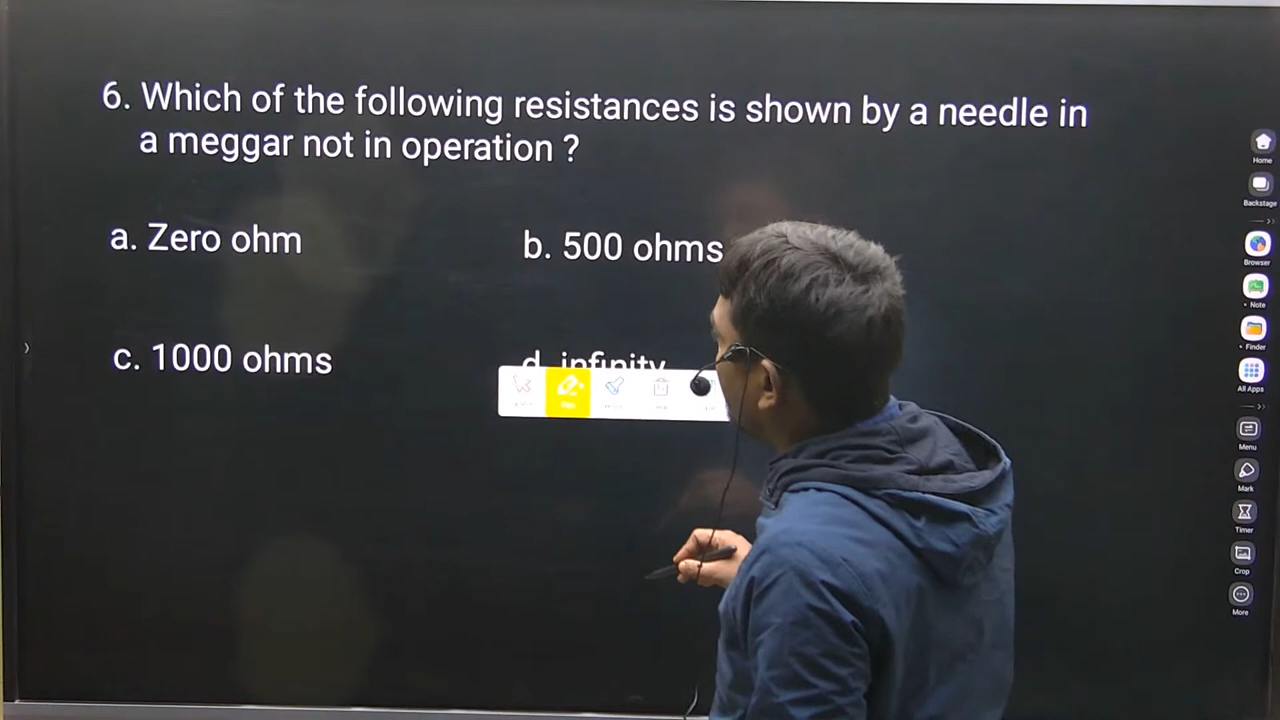 6. Which of the following resistances is shown by a needle in
a meggar not in operation ?
a. Zero ohm
b. 500 ohms
c. 1000 ohms
d. infinity
Home
Backstage
Browser
Note
Finder
All Apps
Menu
Mark
Timer
Crop
More